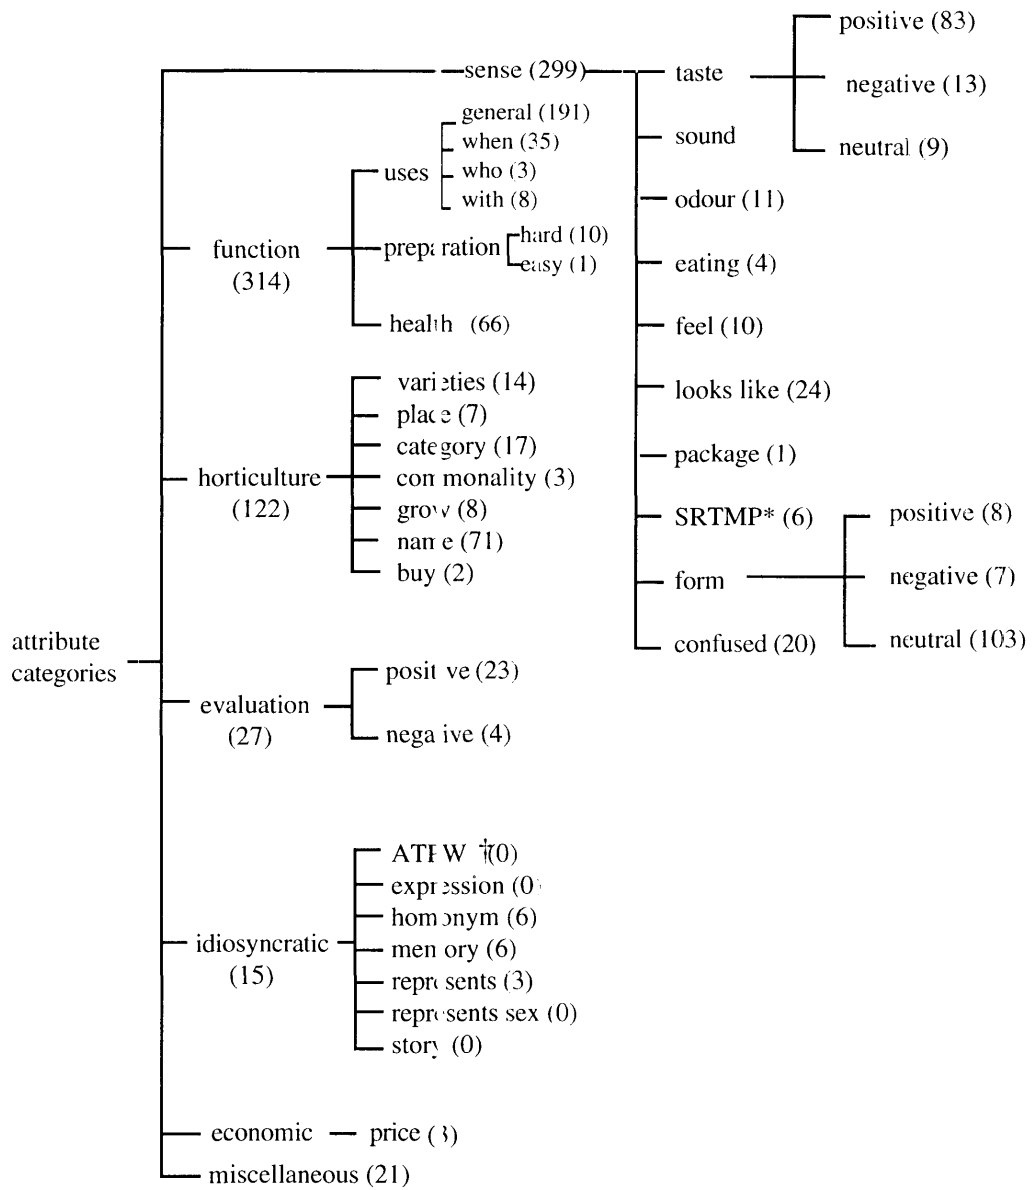 positive (83)
sense (299)
taste
negative (13)
general (191)
when (35)
sound
neutral (9)
uses
who (3)
with (8)
odour (11)
function
(314)
preparation
hard (10)
easy (1)
eating (4)
health (66)
feel (10)
varieties (14)
looks like (24)
place (7)
category (17)
package (1)
horticulture
(122)
commonality (3)
grow (8)
SRTMP* (6)
positive (8)
name (71)
buy (2)
form
negative (7)
attribute
categories
confused (20)
neutral (103)
positive (23)
evaluation
(27)
negative (4)
(0)
expression (0)
homonym (6)
idiosyncratic
(15)
memory (6)
represents (3)
represents sex (0)
story (0)
economic
price
miscellaneous (21)